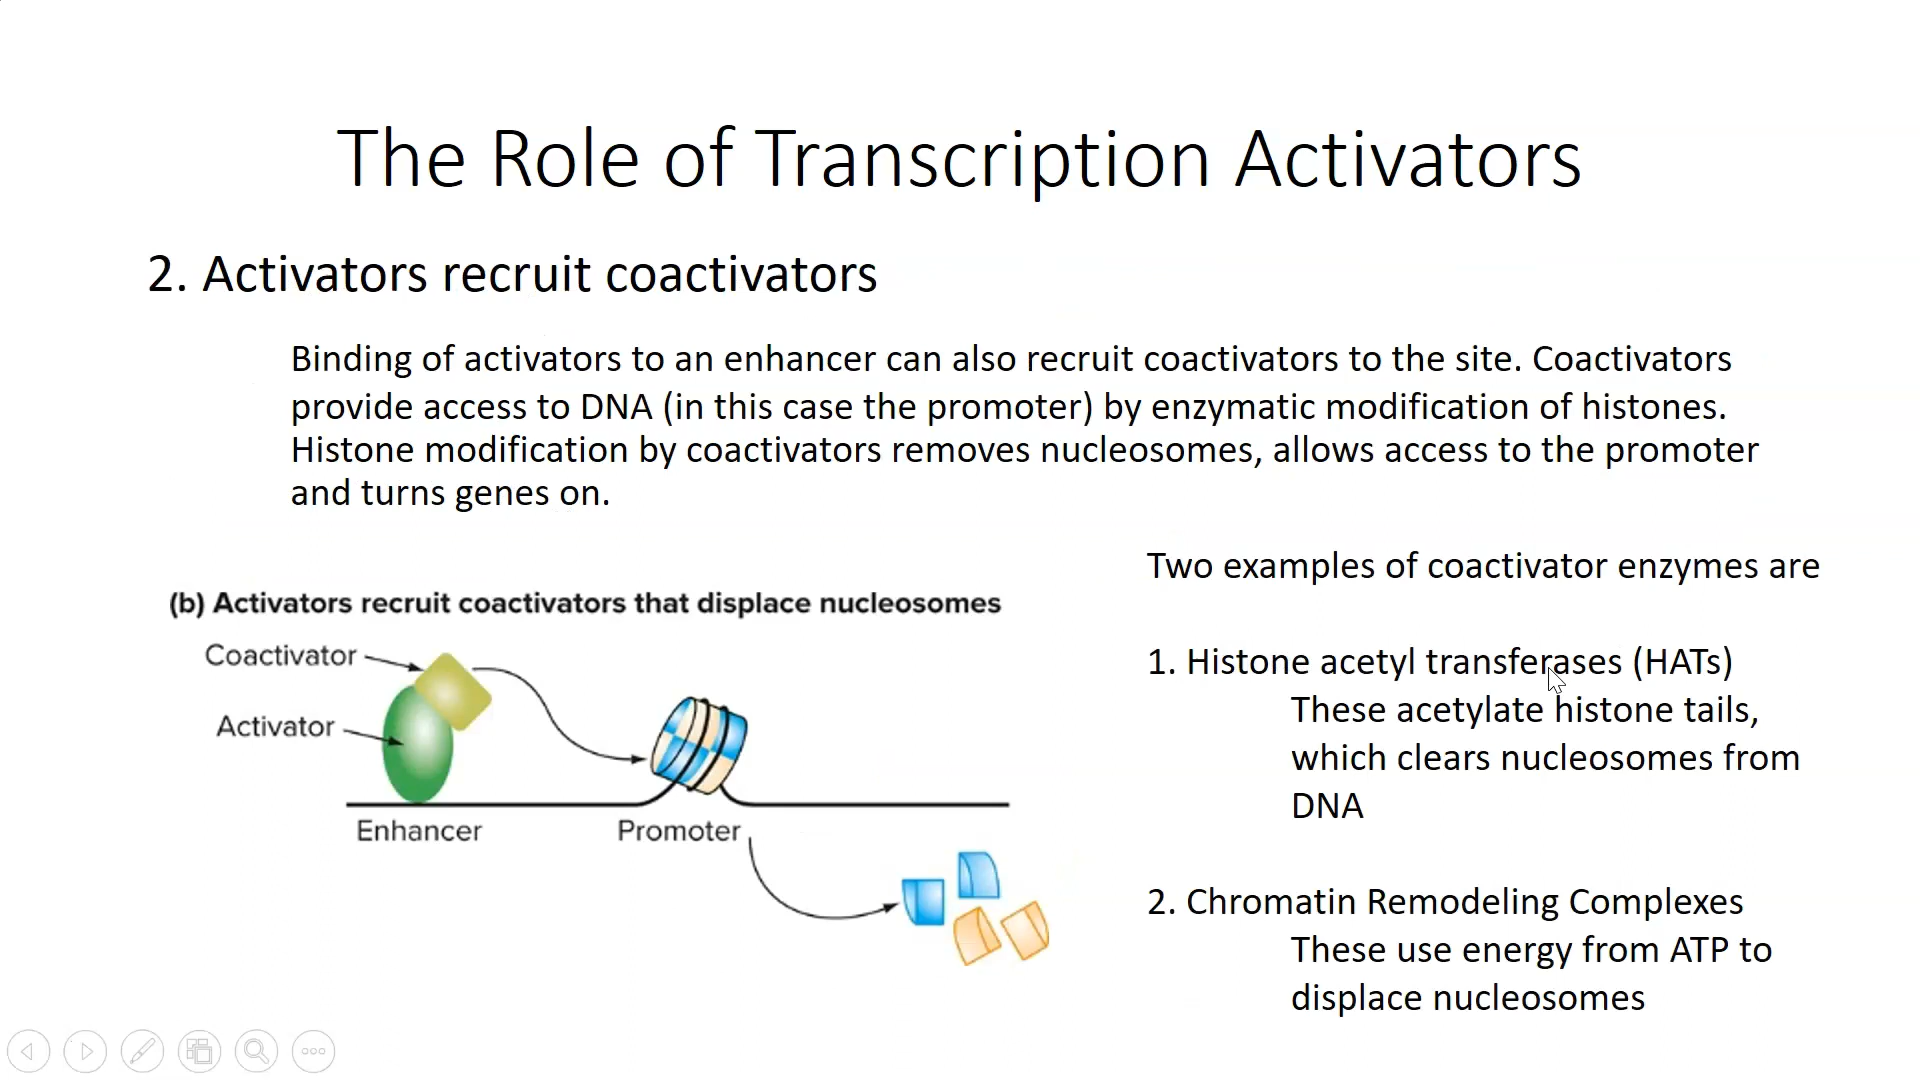 The Role of Transcription Activators
2. Activators recruit coactivators
Binding of activators to an enhancer can also recruit coactivators to the site. Coactivators
provide access to DNA (in this case the promoter) by enzymatic modification of histones.
Histone modification by coactivators removes nucleosomes, allows access to the promoter
and turns genes on.
(b) Activators recruit coactivators that displace nucleosomes
Coactivator
Activator
Enhancer
Promoter
Two examples of coactivator enzymes are
1. Histone acetyl transferases (HATs)
These acetylate histone tails,
which clears nucleosomes from
DNA
2. Chromatin Remodeling Complexes
These use energy from ATP to
displace nucleosomes